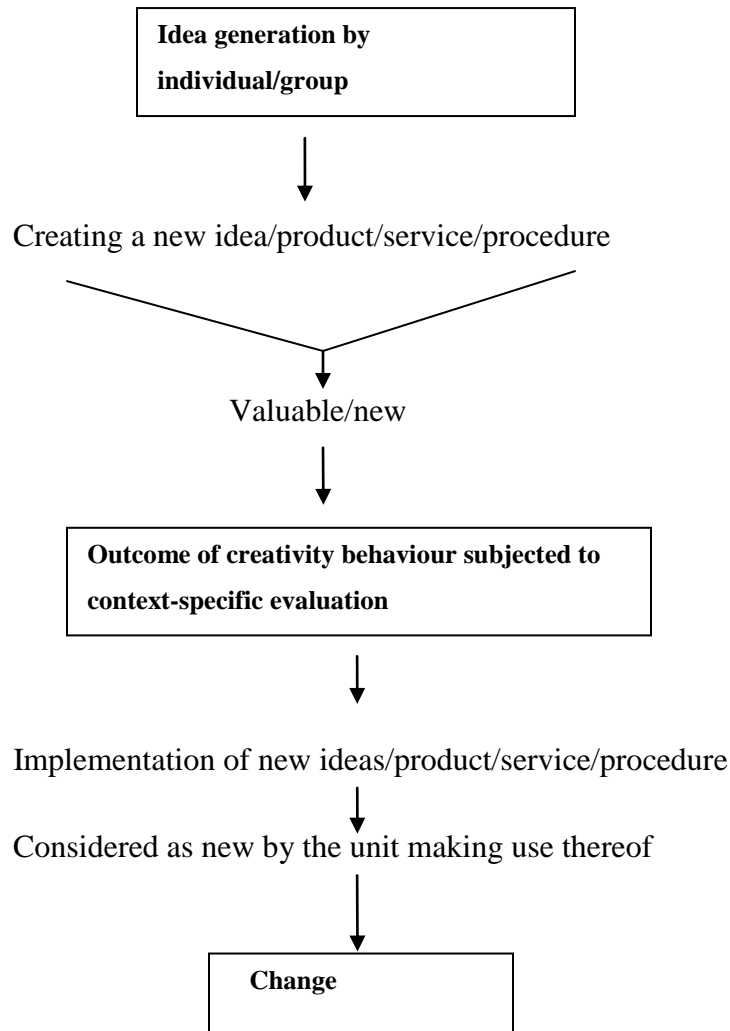 Idea generation by
individual/group
Creating a new idea/product/service/procedure
Valuable/new
Outcome of creativity behaviour subjected to
context-specific evaluation
Implementation of new ideas/product/service/procedure
Considered as new by the unit making use thereof
Change